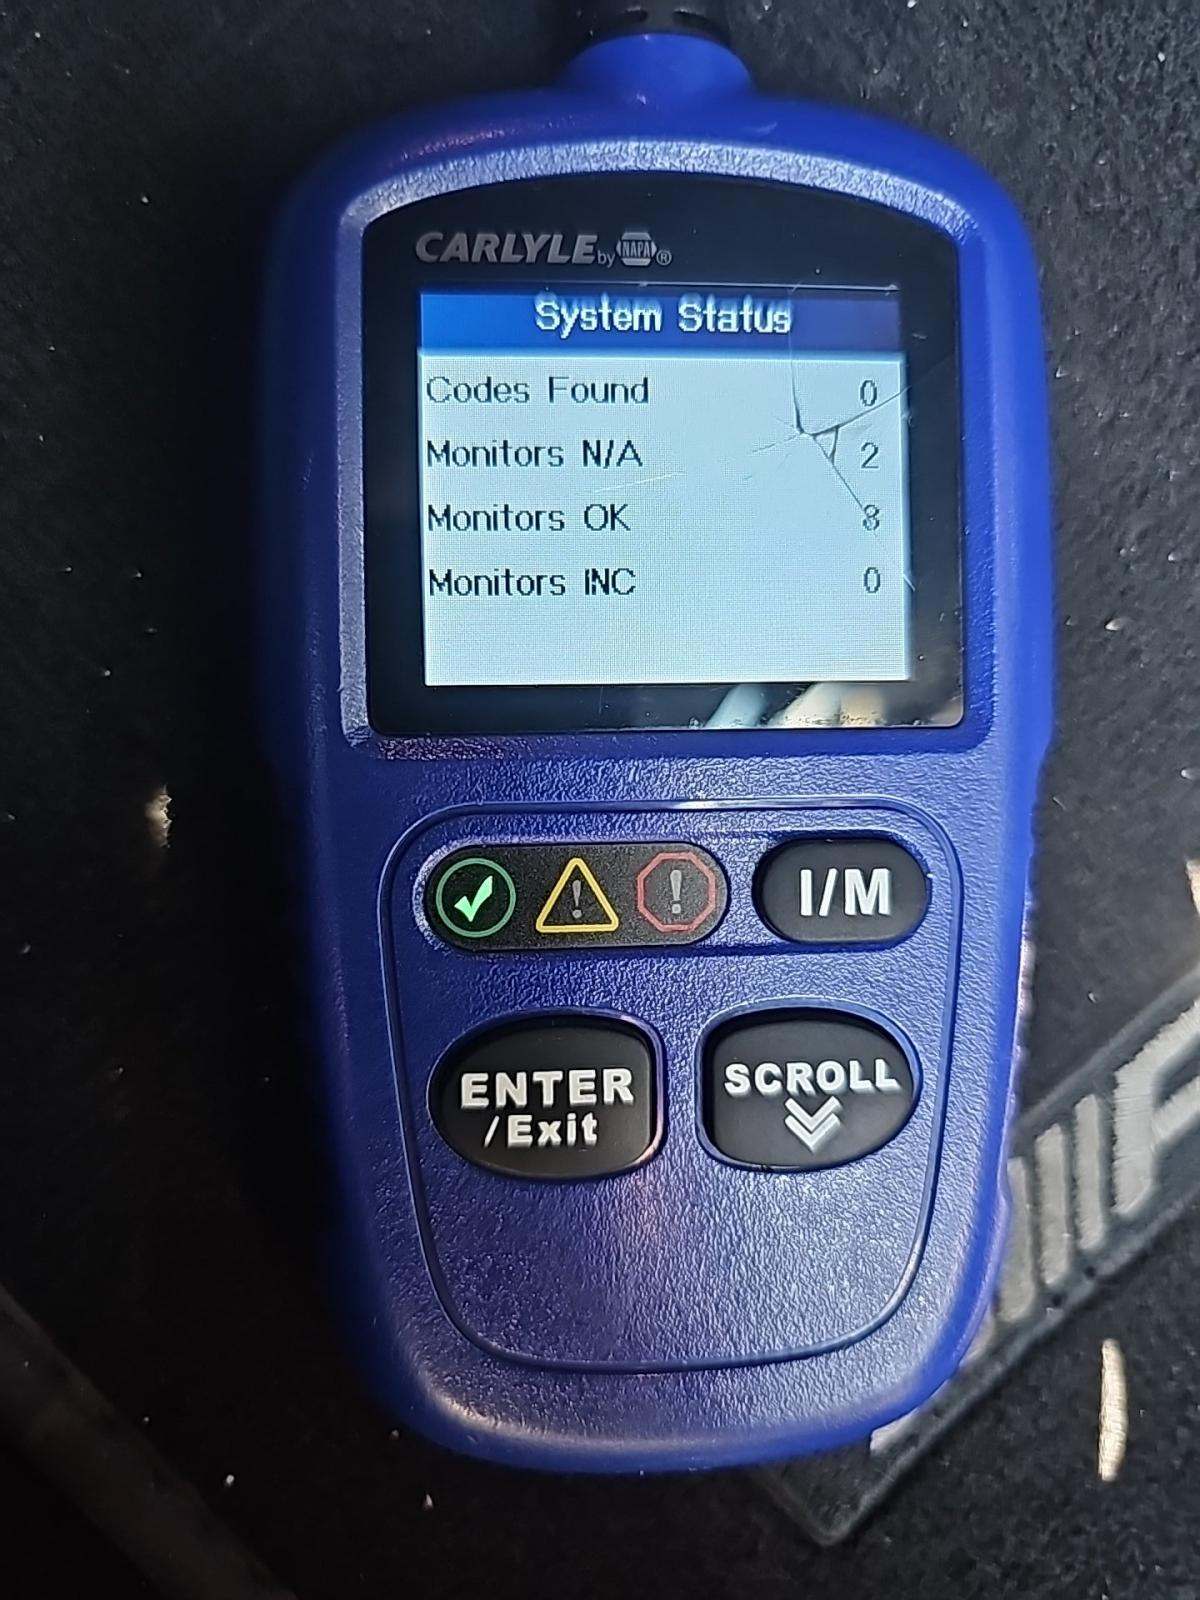 CARLYLE by NAPA®
System Status
Codes Found 0
Monitors N/A 2
Monitors OK 8
Monitors INC 0
! !
I/M
ENTER
/Exit
SCROLL